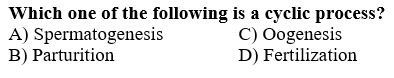 Which one of the following is a cyclic process?
A) Spermatogenesis C) Oogenesis
B) Parturition D) Fertilization